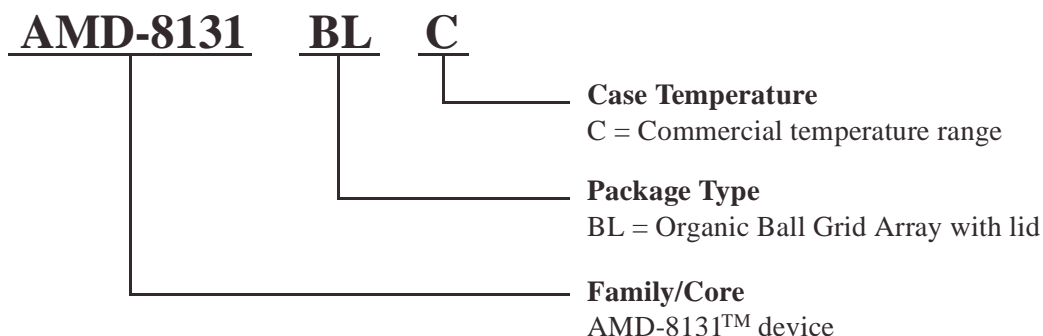 AMD-8131 BL C
Case Temperature
C = Commercial temperature range
Package Type
BL = Organic Ball Grid Array with lid
Family/Core
AMD-8131™ device